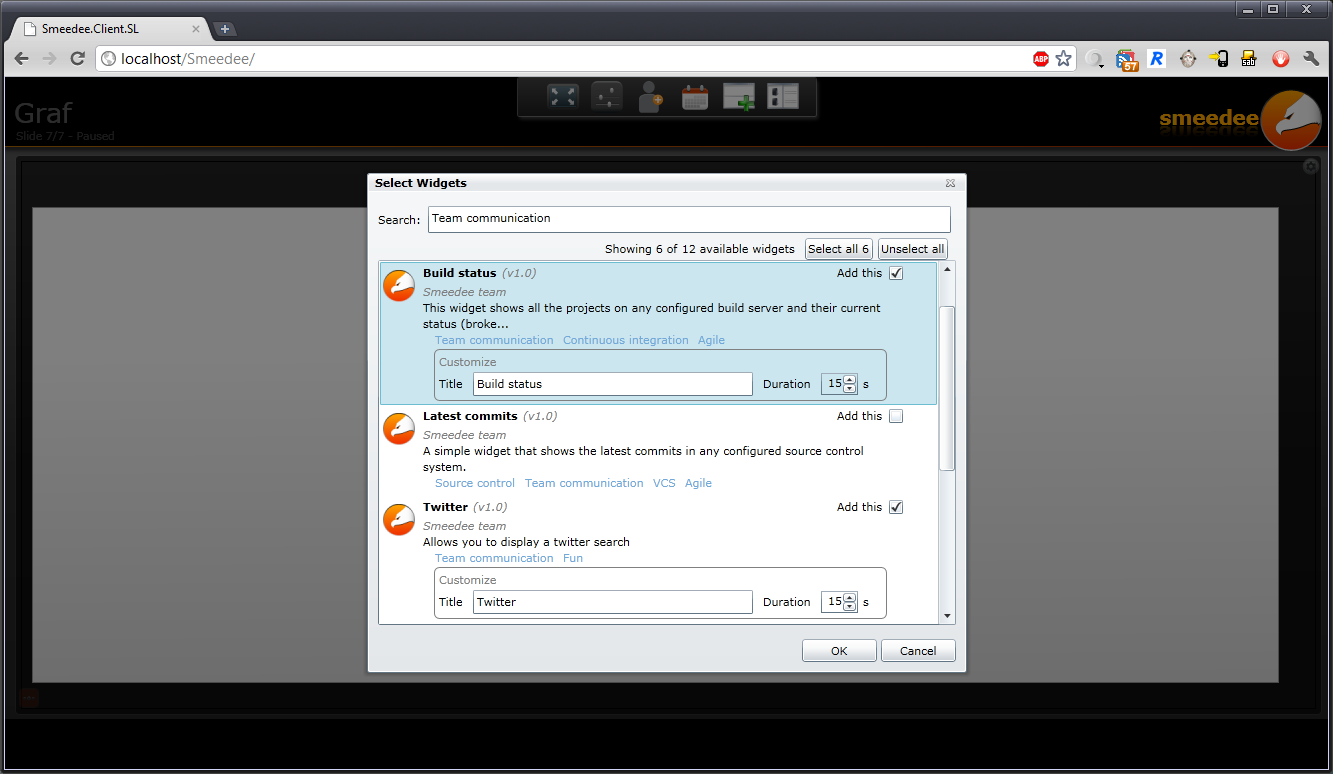 Smeedee.Client.SL
localhost/Smeedee/
ABP
57
R
sab
Graf
Slide 7/7 - Paused
smeedee
Select Widgets
Search: Team communication
Showing 6 of 12 available widgets Select all 6 Unselect all
Build status (v1.0) Add this
Smeedee team
This widget shows all the projects on any configured build server and their current
status (broke...
Team communication Continuous integration Agile
Customize
Title Build status Duration 15 s
Latest commits (v1.0) Add this
Smeedee team
A simple widget that shows the latest commits in any configured source control
system.
Source control Team communication VCS Agile
Twitter (v1.0) Add this
Smeedee team
Allows you to display a twitter search
Team communication Fun
Customize
Title Twitter Duration 15 s
OK Cancel